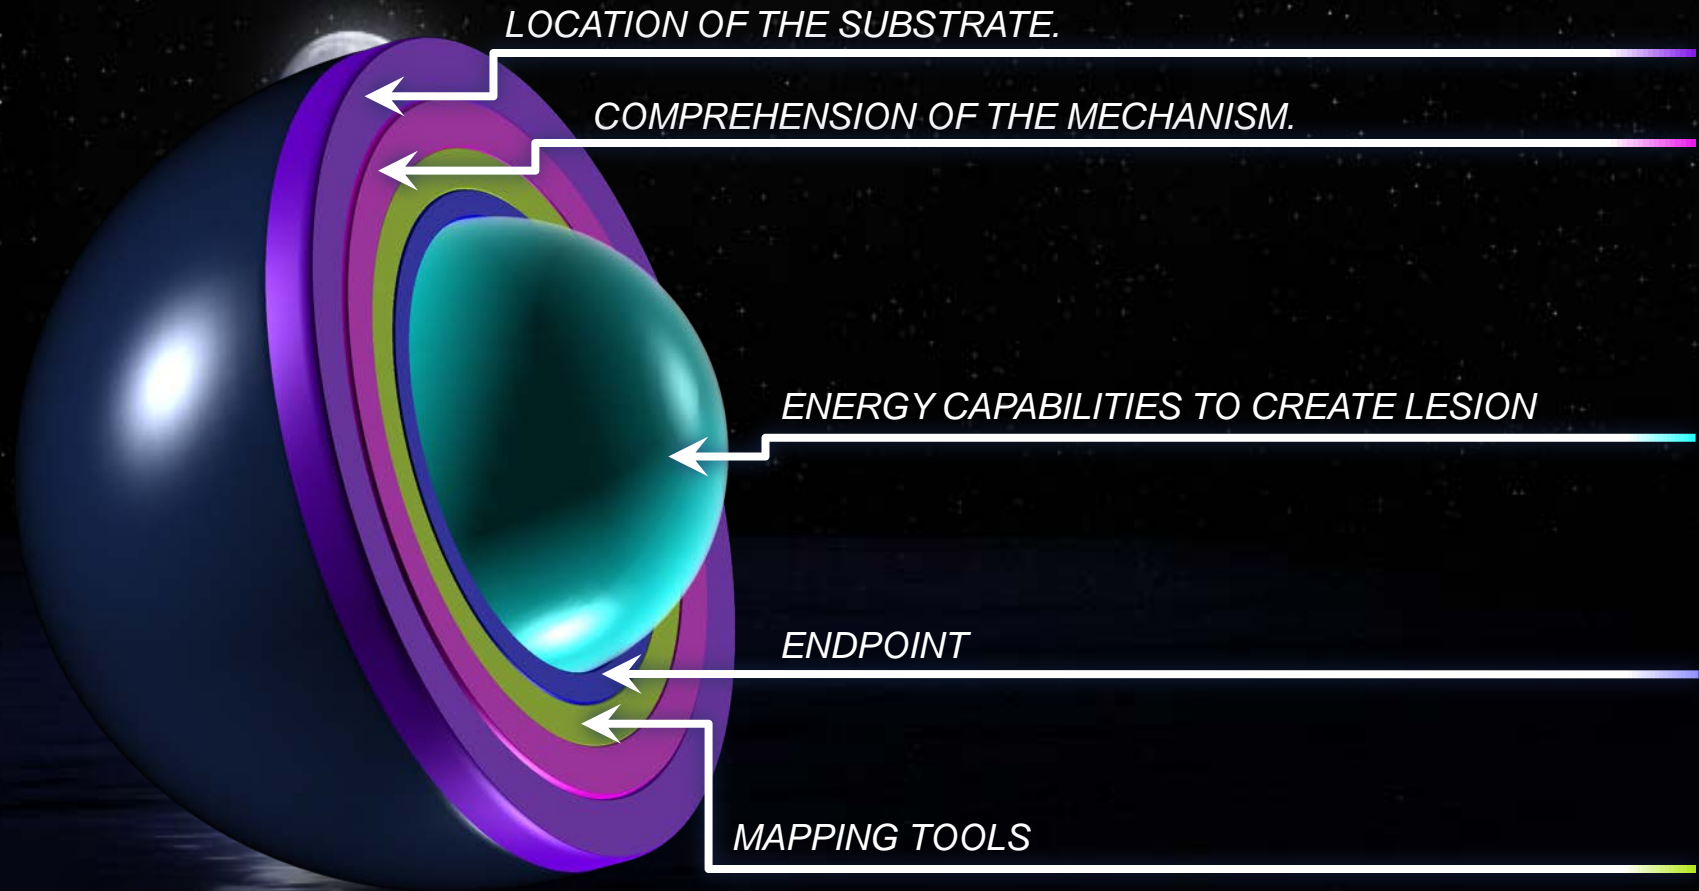 LOCATION OF THE SUBSTRATE.
COMPREHENSION OF THE MECHANISM.
ENERGY CAPABILITIES TO CREATE LESION
ENDPOINT
MAPPING TOOLS